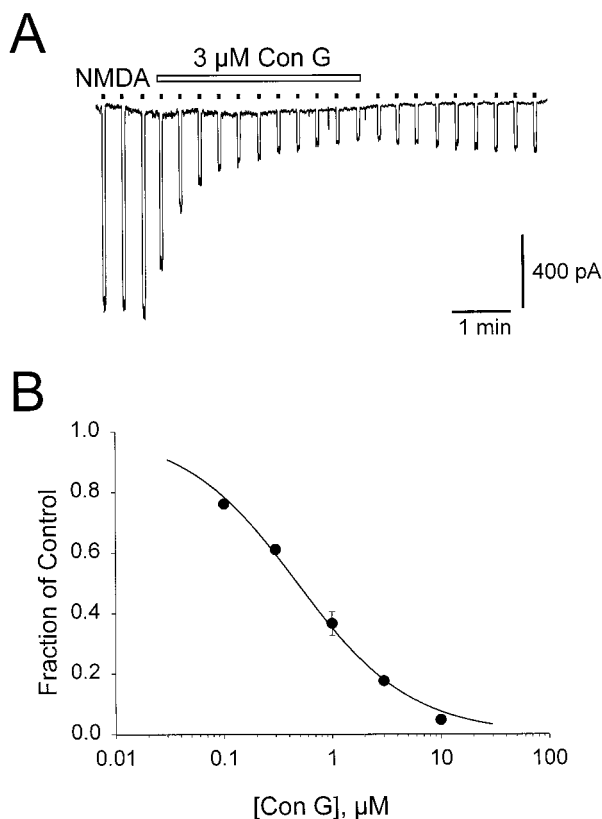 A
3 µM Con G
NMDA
400 pA
1 min
B
1.0
0.8
0.6
0.4
0.2
0.0
Fraction of Control
0.01
0.1
1
10
100
[Con G], µM